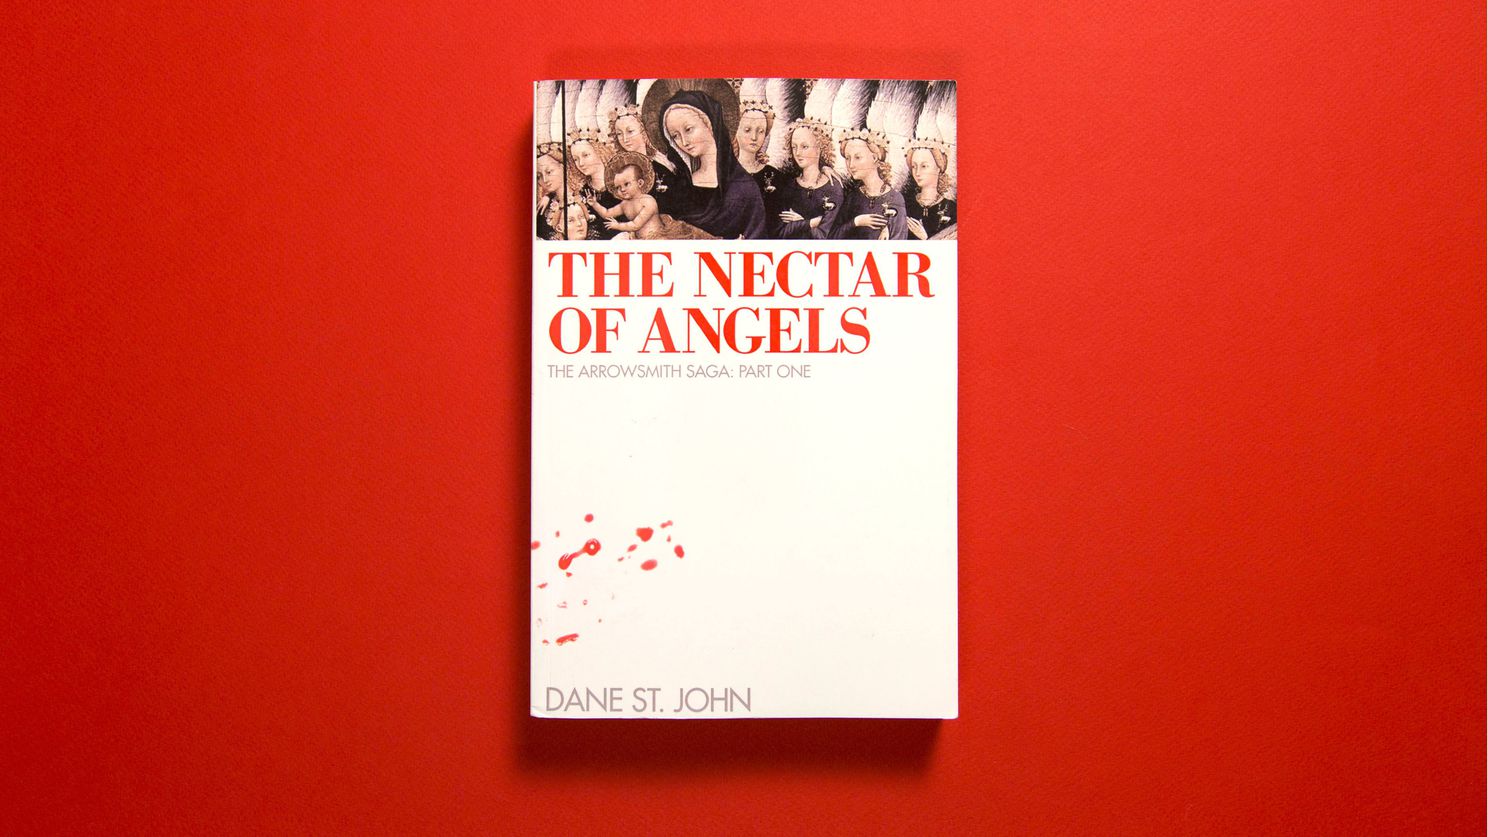 THE NECTAR
OF ANGELS
THE ARROWSMITH SAGA: PART ONE
DANE ST. JOHN